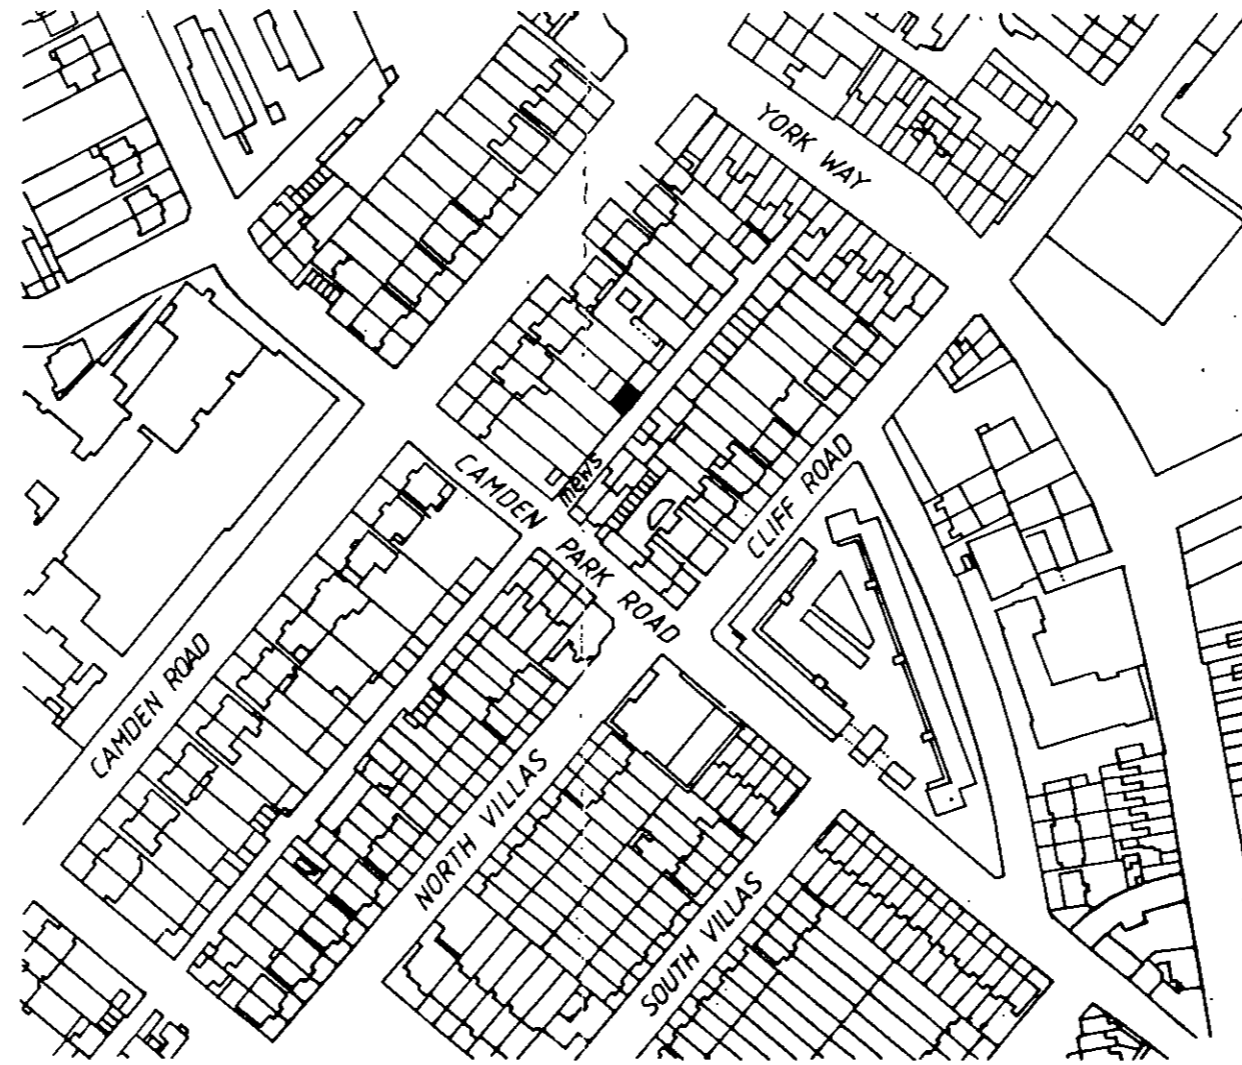 YORK WAY
CAMDEN PARK ROAD
mews
CLIFF ROAD
CAMDEN ROAD
NORTH VILLAS
SOUTH VILLAS